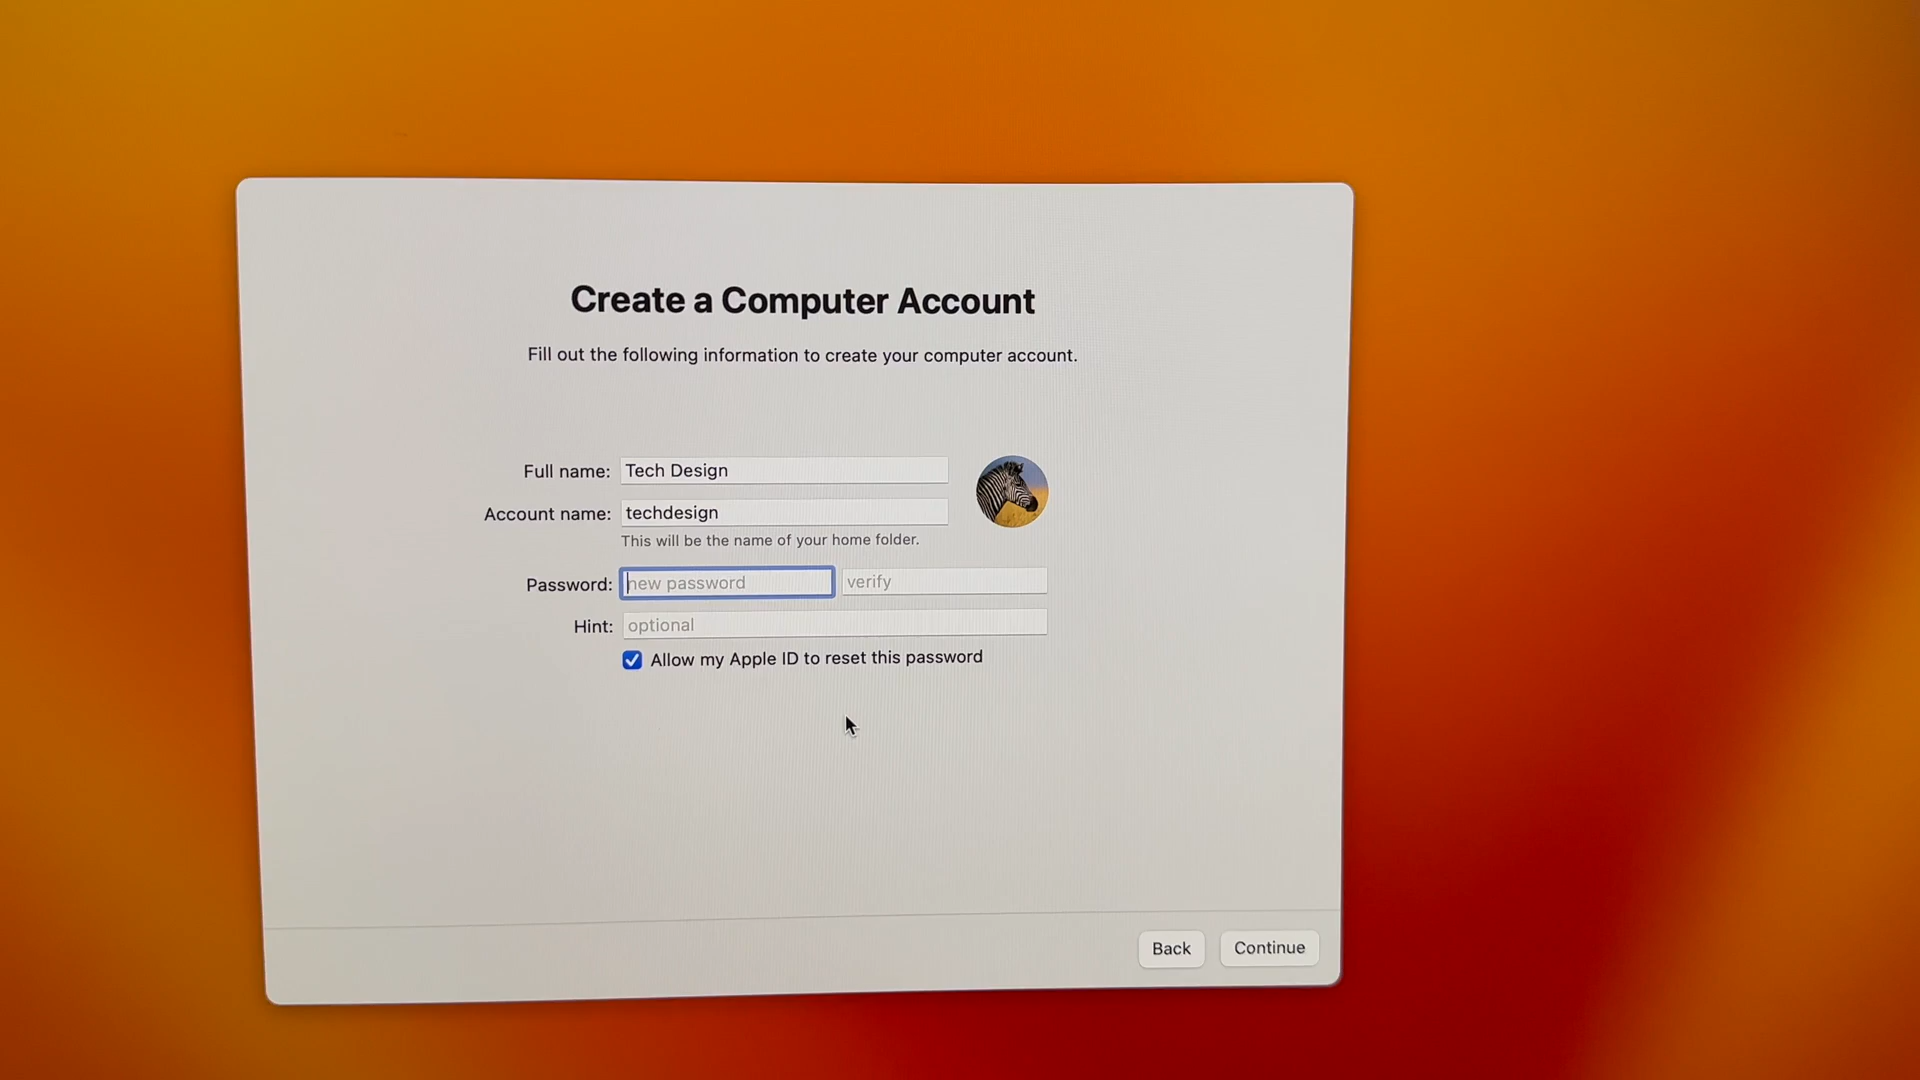 Create a Computer Account
Fill out the following information to create your computer account.
Full name: Tech Design
Account name: techdesign
This will be the name of your home folder.
Password: new password verify
Hint: optional
Allow my Apple ID to reset this password
Back Continue